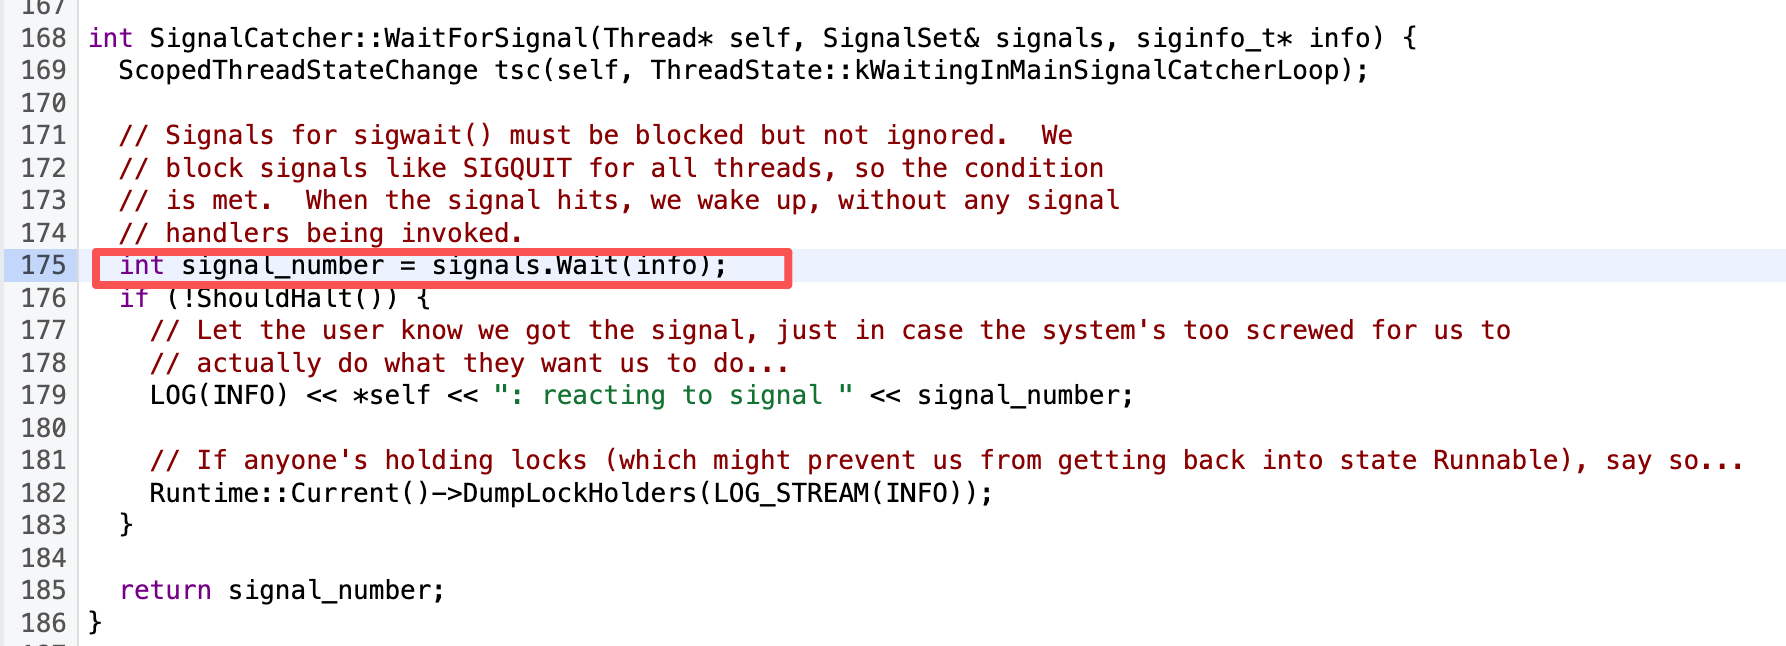 167
168 int SignalCatcher::WaitForSignal(Thread* self, SignalSet& signals, siginfo_t* info) {
169   ScopedThreadStateChange tsc(self, ThreadState::kWaitingInMainSignalCatcherLoop);
170
171   // Signals for sigwait() must be blocked but not ignored.  We
172   // block signals like SIGQUIT for all threads, so the condition
173   // is met.  When the signal hits, we wake up, without any signal
174   // handlers being invoked.
175   int signal_number = signals.Wait(info);
176   if (!ShouldHalt()) {
177     // Let the user know we got the signal, just in case the system's too screwed for us to
178     // actually do what they want us to do...
179     LOG(INFO) << *self << ": reacting to signal " << signal_number;
180
181     // If anyone's holding locks (which might prevent us from getting back into state Runnable), say so...
182     Runtime::Current()->DumpLockHolders(LOG_STREAM(INFO));
183   }
184
185   return signal_number;
186 }